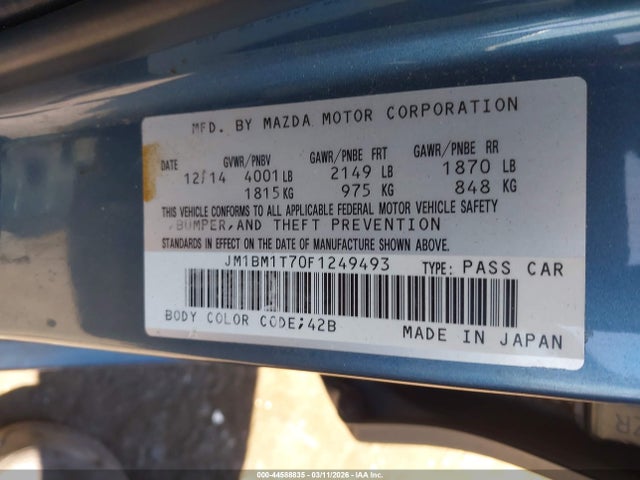 MFD. BY MAZDA MOTOR CORPORATION
DATE GVWR/PNBV GAWR/PNBE FRT GAWR/PNBE RR
12/14 4001 LB 2149 LB 1870 LB
1815 KG 975 KG 848 KG
THIS VEHICLE CONFORMS TO ALL APPLICABLE FEDERAL MOTOR VEHICLE SAFETY
,BUMPER,AND THEFT PREVENTION
STANDARDS IN EFFECT ON THE DATE OF MANUFACTURE SHOWN ABOVE.
JM1BM1T70F1249493 TYPE: PASS CAR
BODY COLOR CODE;42B MADE IN JAPAN
000-44588835 - 03/11/2026 - COPYRIGHT IAA, LLC